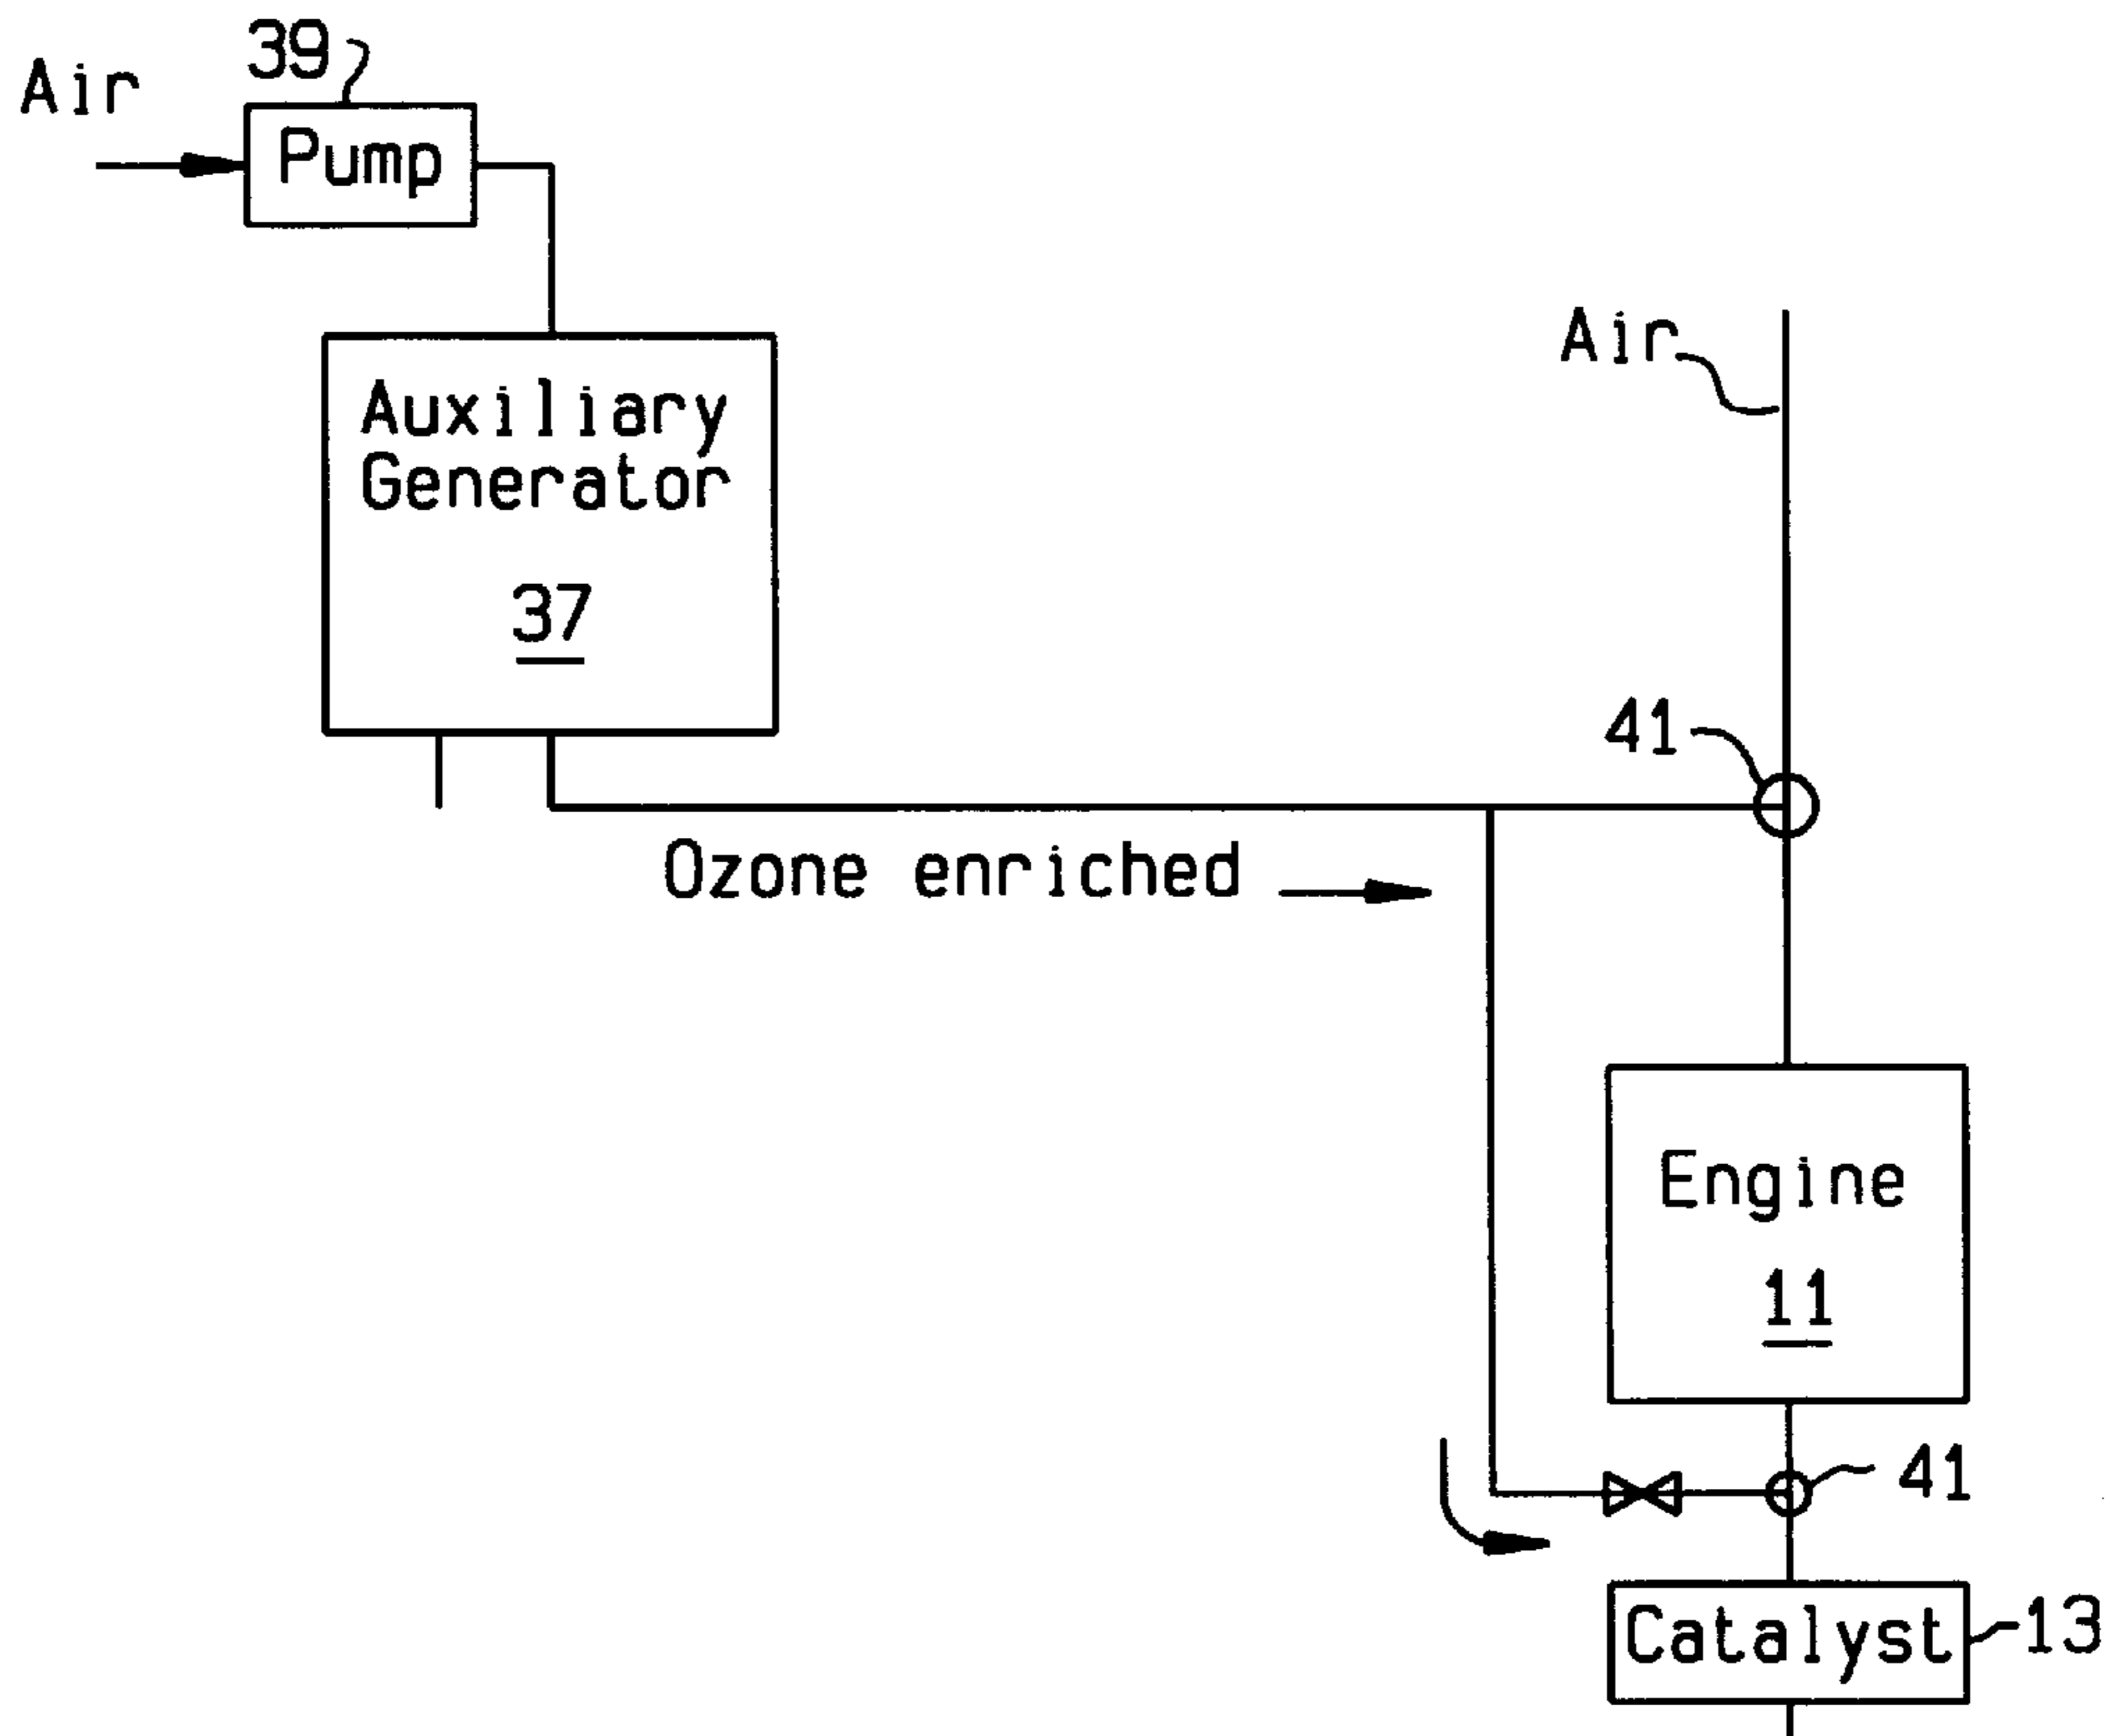 39
Air
Pump
Auxiliary
Generator
37
Air
41
Ozone enriched
Engine
11
41
Catalyst
13